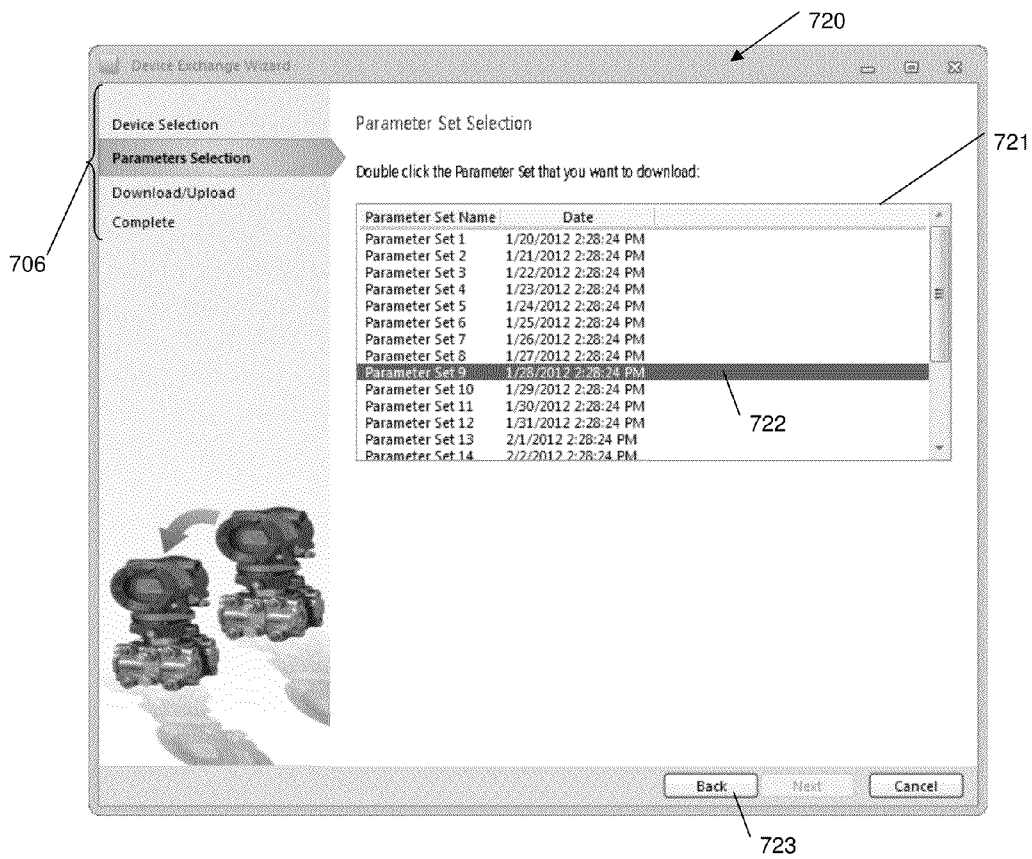 720
Device Exchange Wizard
Device Selection
Parameters Selection
Download/Upload
Complete
706
Parameter Set Selection
721
Double click the Parameter Set that you want to download:
Parameter Set Name Date
Parameter Set 1 1/20/2012 2:28:24 PM
Parameter Set 2 1/21/2012 2:28:24 PM
Parameter Set 3 1/22/2012 2:28:24 PM
Parameter Set 4 1/23/2012 2:28:24 PM
Parameter Set 5 1/24/2012 2:28:24 PM
Parameter Set 6 1/25/2012 2:28:24 PM
Parameter Set 7 1/26/2012 2:28:24 PM
Parameter Set 8 1/27/2012 2:28:24 PM
Parameter Set 9 1/28/2012 2:28:24 PM
Parameter Set 10 1/29/2012 2:28:24 PM
Parameter Set 11 1/30/2012 2:28:24 PM
Parameter Set 12 1/31/2012 2:28:24 PM
Parameter Set 13 2/1/2012 2:28:24 PM
Parameter Set 14 2/2/2012 2:28:24 PM
722
Back Next Cancel
723